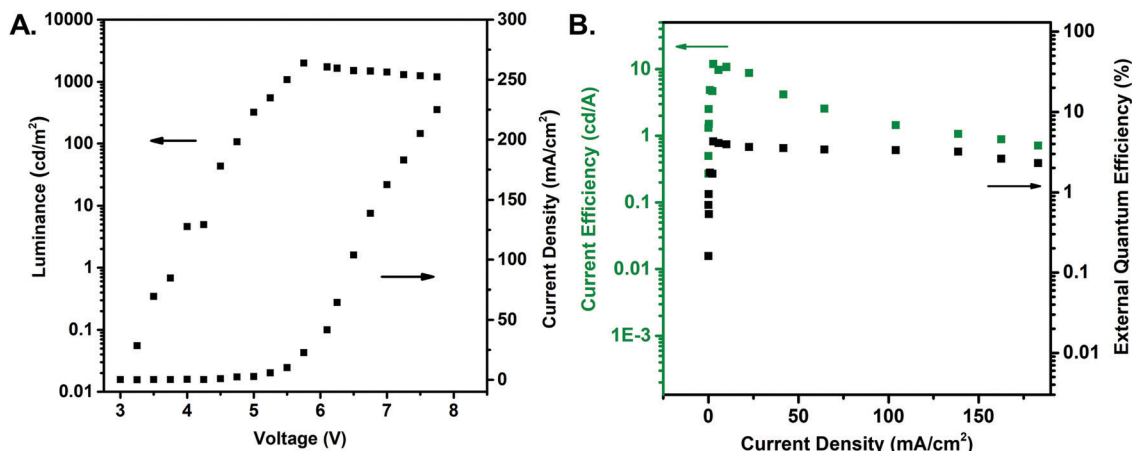 A.
10000
1000
100
10
1
0.1
0.01
Luminance (cd/m²)
3 4 5 6 7 8
Voltage (V)
300
250
200
150
100
50
0
Current Density (mA/cm²)
B.
10
1
0.1
0.01
1E-3
Current Efficiency (cd/A)
0 50 100 150
Current Density (mA/cm²)
100
10
1
0.1
0.01
External Quantum Efficiency (%)